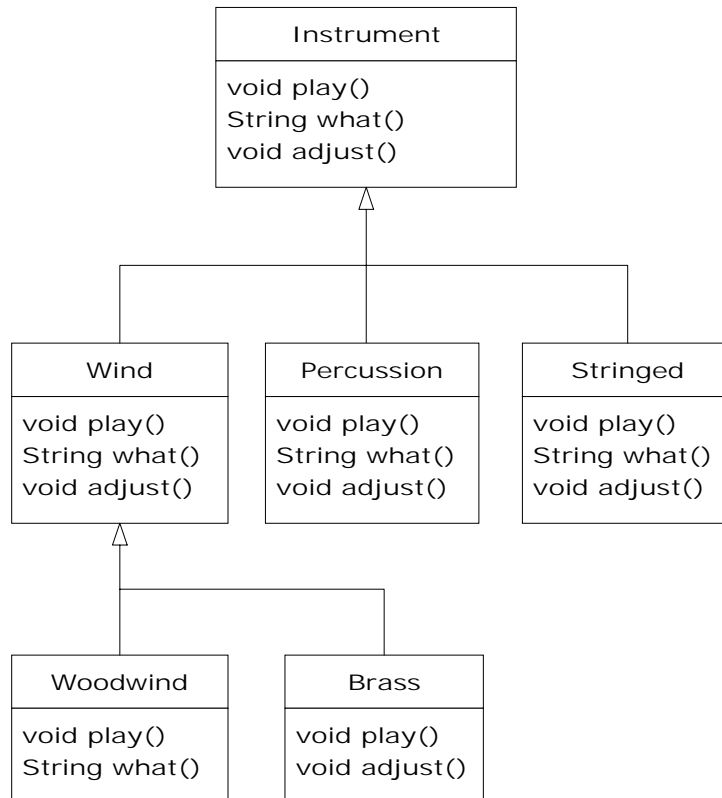 Instrument
void play()
String what()
void adjust()
Wind
void play()
String what()
void adjust()
Percussion
void play()
String what()
void adjust()
Stringed
void play()
String what()
void adjust()
Woodwind
void play()
String what()
Brass
void play()
void adjust()